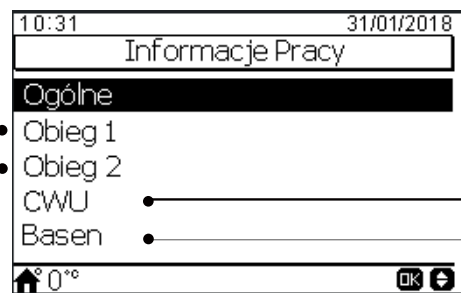 10:31 31/01/2018
Informacje Pracy
Ogólne
Obieg 1
Obieg 2
CWU
Basen
0°C OK